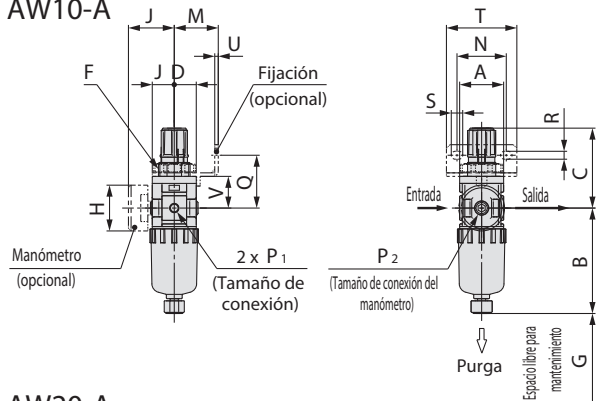 AW10-A
J
M
U
F
J
D
Fijación
(opcional)
Q
V
H
Manómetro
(opcional)
2 x P1
(Tamaño de
conexión)
T
N
A
S
R
C
Entrada
Salida
B
P2
(Tamaño de conexión del
manómetro)
Purga
Espacio libre para
mantenimiento
G
AW20-A